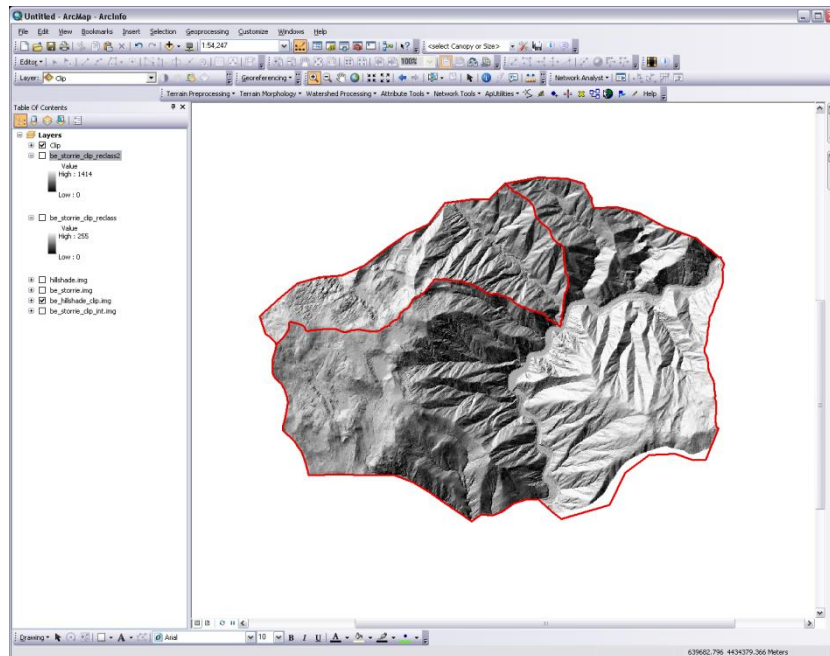 Untitled - ArcMap - ArcInfo
File Edit View Bookmarks Insert Selection Geoprocessing Customize Windows Help
1:54,247 <select Canopy or Size>
Editor 100%
Layer: Clip Georeferencing Network Analyst
Terrain Preprocessing Terrain Morphology Watershed Processing Attribute Tools Network Tools ApUtilities Help
Table Of Contents
Layers
Clip
be_storrie_clip_reclass2
Value
High : 1414
Low : 0
be_storrie_clip_reclass
Value
High : 255
Low : 0
hillshade.img
be_storrie.img
be_hillshade_clip.img
be_storrie_clip_int.img
Drawing A Arial 10 B I U A
639682.796 4434379.366 Meters